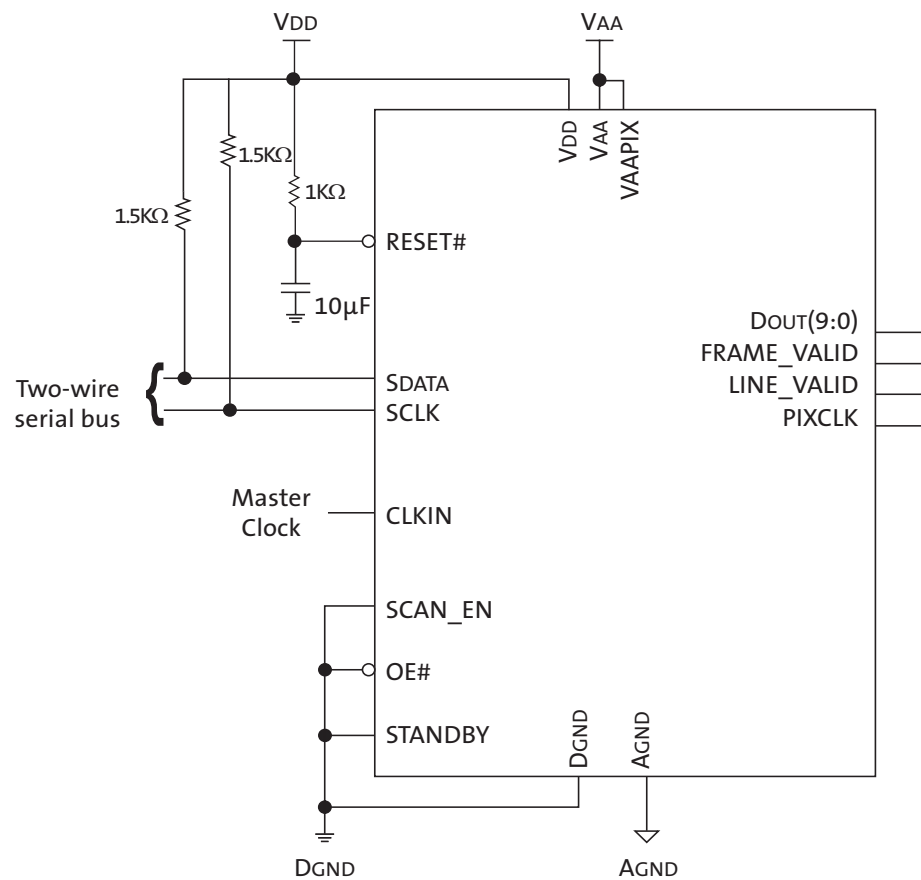 VDD
VAA
VDD
VAA
VAAPIX
1.5KΩ
1.5KΩ
1KΩ
RESET#
10µF
DOUT(9:0)
FRAME_VALID
LINE_VALID
PIXCLK
Two-wire
serial bus
SDATA
SCLK
Master
Clock
CLKIN
SCAN_EN
OE#
STANDBY
DGND
AGND
DGND
AGND